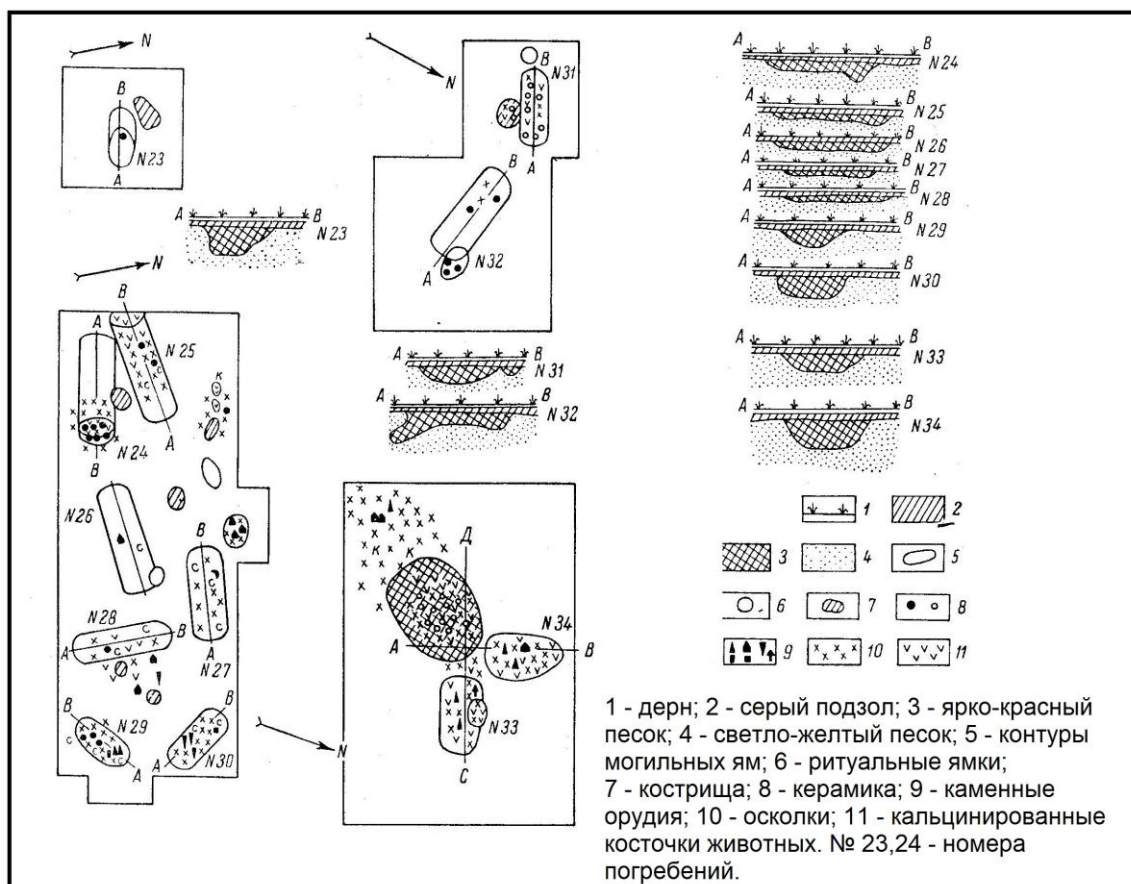 N
B
N23
A
A
B
N23
N
B
N25
A
K
N24
A
B
N26
C
B
C
C
N27
A
N28
C
B
A
C
B
N29
C
C
A
B
C
A
N30
N
B
N31
A
B
N32
A
A
B
N31
A
B
N32
N
Д
К
К
N34
A
B
N33
С
A
B
N24
A
B
N25
A
B
N26
A
B
N27
A
B
N28
A
B
N29
A
B
N30
A
B
N33
A
B
N34
1
2
3
4
5
6
7
8
9
10
11
1 - дерн; 2 - серый подзол; 3 - ярко-красный
песок; 4 - светло-желтый песок; 5 - контуры
могильных ям; 6 - ритуальные ямки;
7 - кострища; 8 - керамика; 9 - каменные
орудия; 10 - осколки; 11 - кальцинированные
косточки животных. № 23,24 - номера
погребений.